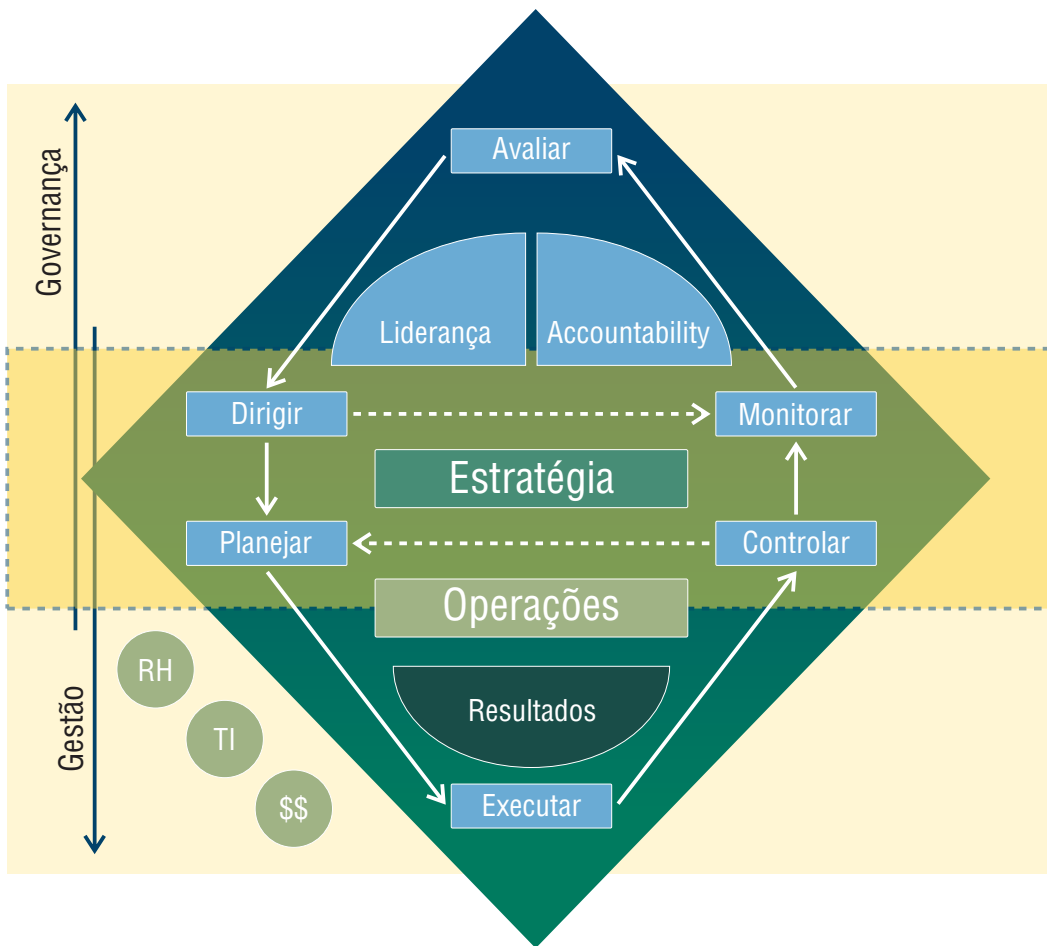 Avaliar
Governança
Liderança
Accountability
Dirigir
Monitorar
Estratégia
Planejar
Controlar
Operações
Gestão
RH
TI
$$
Resultados
Executar